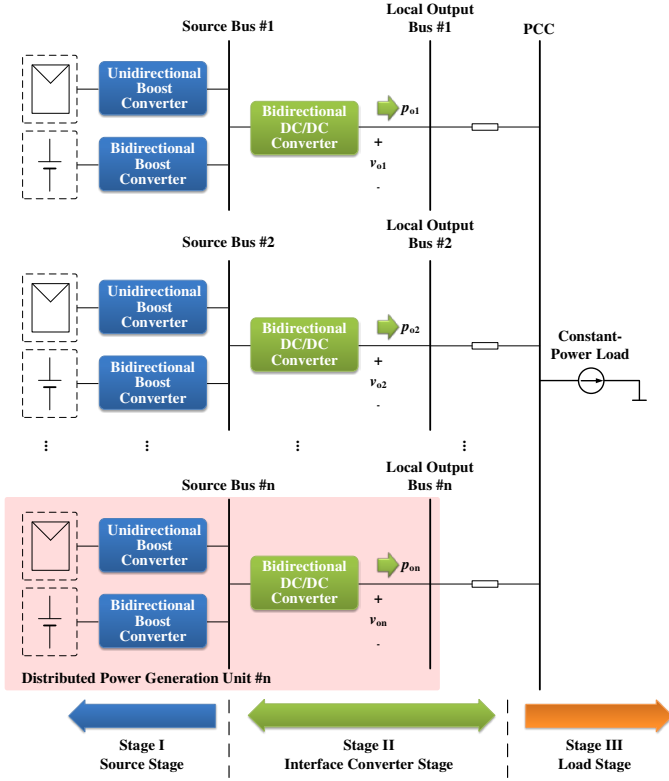 Source Bus #1
Local Output
Bus #1
PCC
Unidirectional
Boost
Converter
Bidirectional
Boost
Converter
Bidirectional
DC/DC
Converter
po1
+
vo1
-
Source Bus #2
Local Output
Bus #2
Unidirectional
Boost
Converter
Bidirectional
Boost
Converter
Bidirectional
DC/DC
Converter
po2
+
vo2
-
Constant-
Power Load
...
...
...
...
Source Bus #n
Local Output
Bus #n
Unidirectional
Boost
Converter
Bidirectional
Boost
Converter
Bidirectional
DC/DC
Converter
pon
+
von
-
Distributed Power Generation Unit #n
Stage I
Source Stage
Stage II
Interface Converter Stage
Stage III
Load Stage